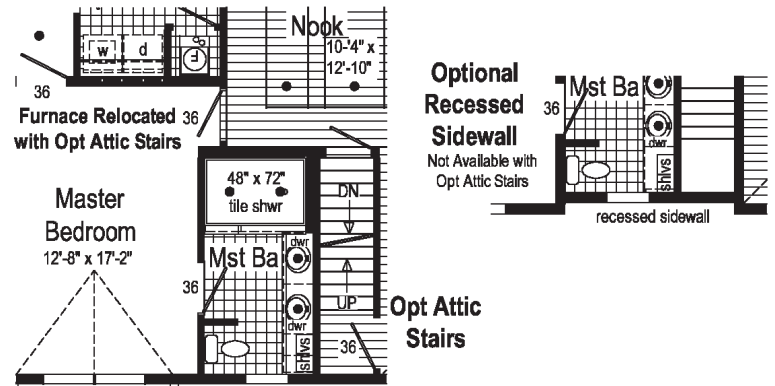 Nook
10-'4" x
12'-10"
w
d
36
Furnace Relocated
with Opt Attic Stairs
36
Master
Bedroom
12'-8" x 17'-2"
48" x 72"
tile shwr
DN
dwr
Mst Ba
36
UP
dwr
shlvs
36
Opt Attic
Stairs
Optional
Recessed
Sidewall
Not Available with
Opt Attic Stairs
Mst Ba
36
dwr
shlvs
recessed sidewall